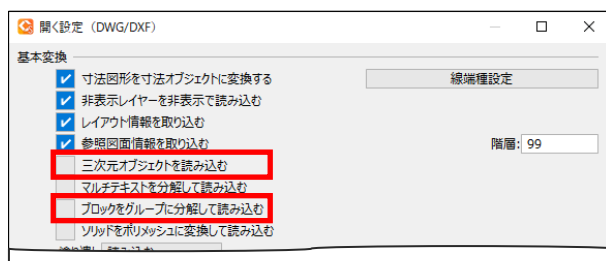 開く設定（DWG/DXF）
基本変換
寸法図形を寸法オブジェクトに変換する
線端種設定
非表示レイヤーを非表示で読み込む
レイアウト情報を取り込む
参照図面情報を取り込む
階層: 99
三次元オブジェクトを読み込む
マルチテキストを分解して読み込む
ブロックをグループに分解して読み込む
ソリッドをポリメッシュに変換して読み込む